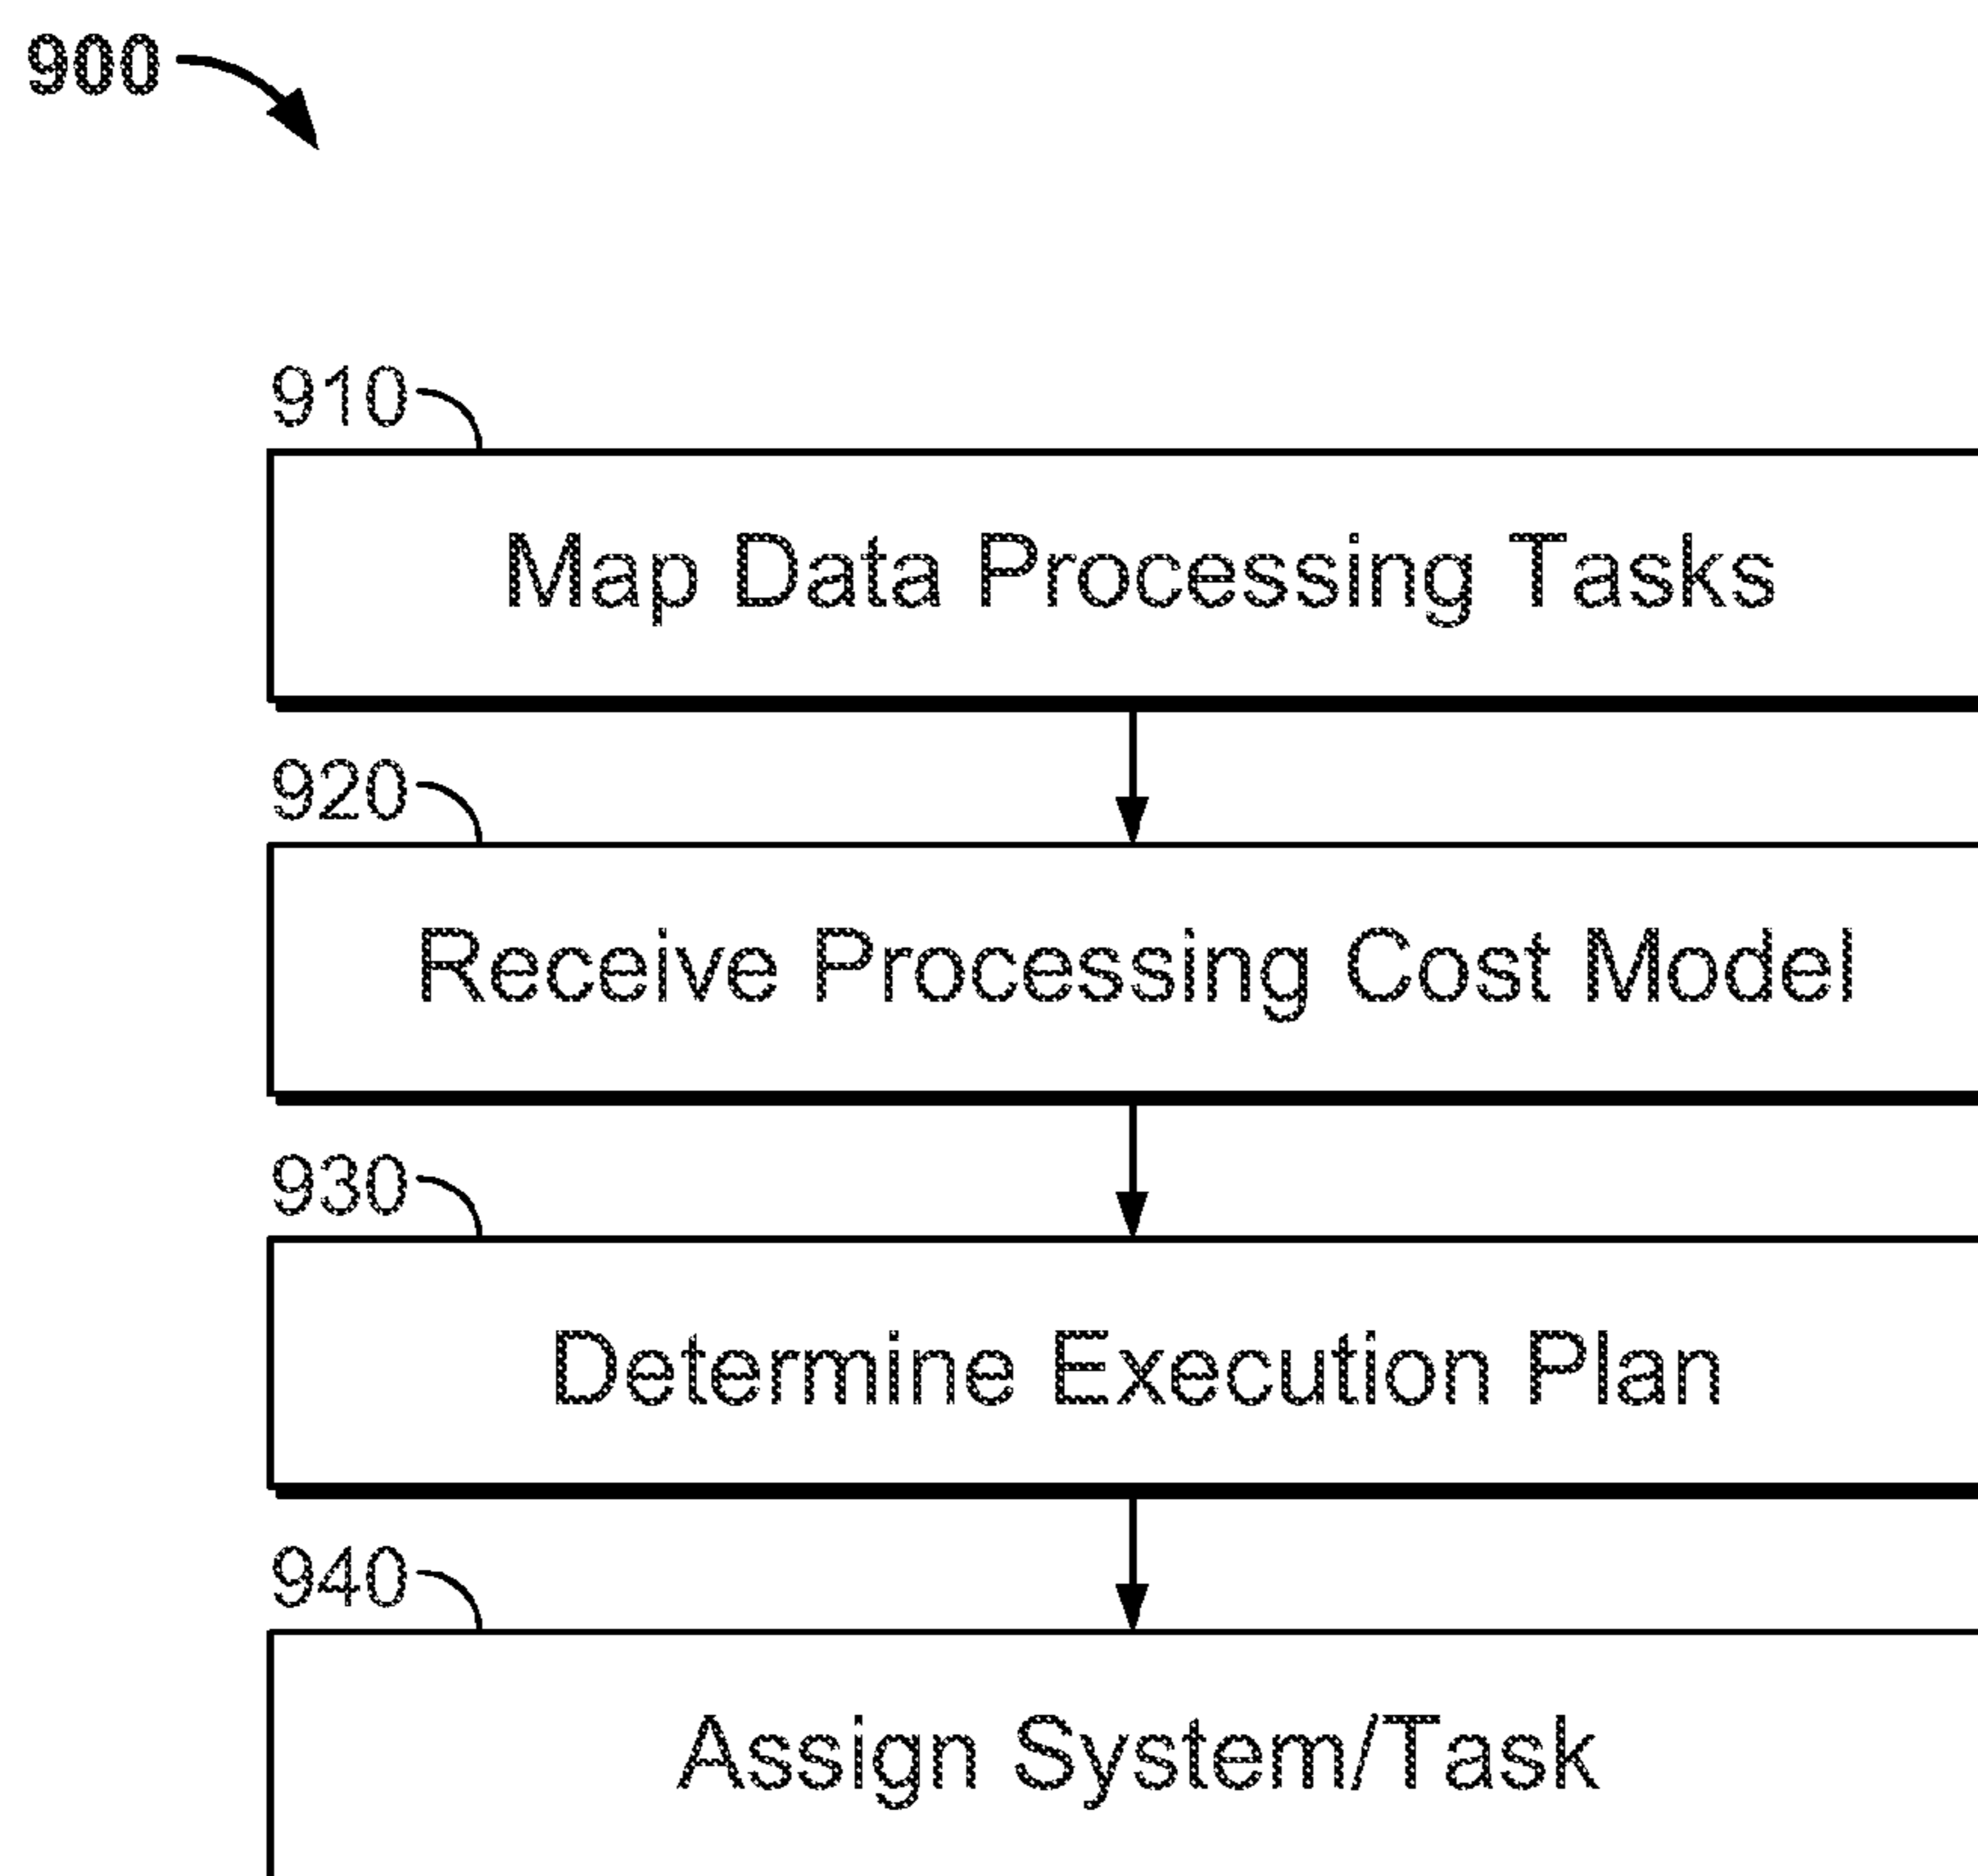 900
910
Map Data Processing Tasks
920
Receive Processing Cost Model
930
Determine Execution Plan
940
Assign System/Task